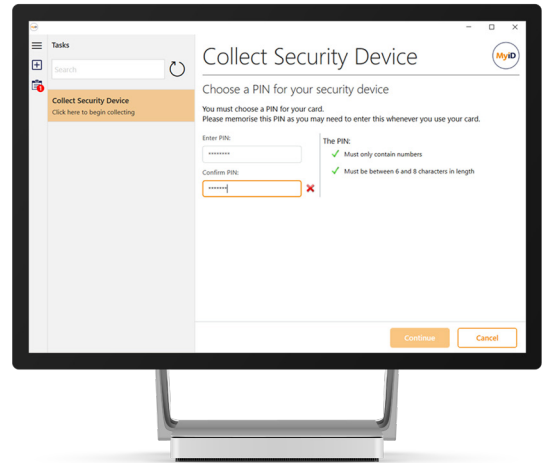 Tasks
Search
1
Collect Security Device
Click here to begin collecting
Collect Security Device
MyiD
Choose a PIN for your security device
You must choose a PIN for your card.
Please memorise this PIN as you may need to enter this whenever you use your card.
Enter PIN:
********
Confirm PIN:
*******
The PIN:
Must only contain numbers
Must be between 6 and 8 characters in length
Continue
Cancel